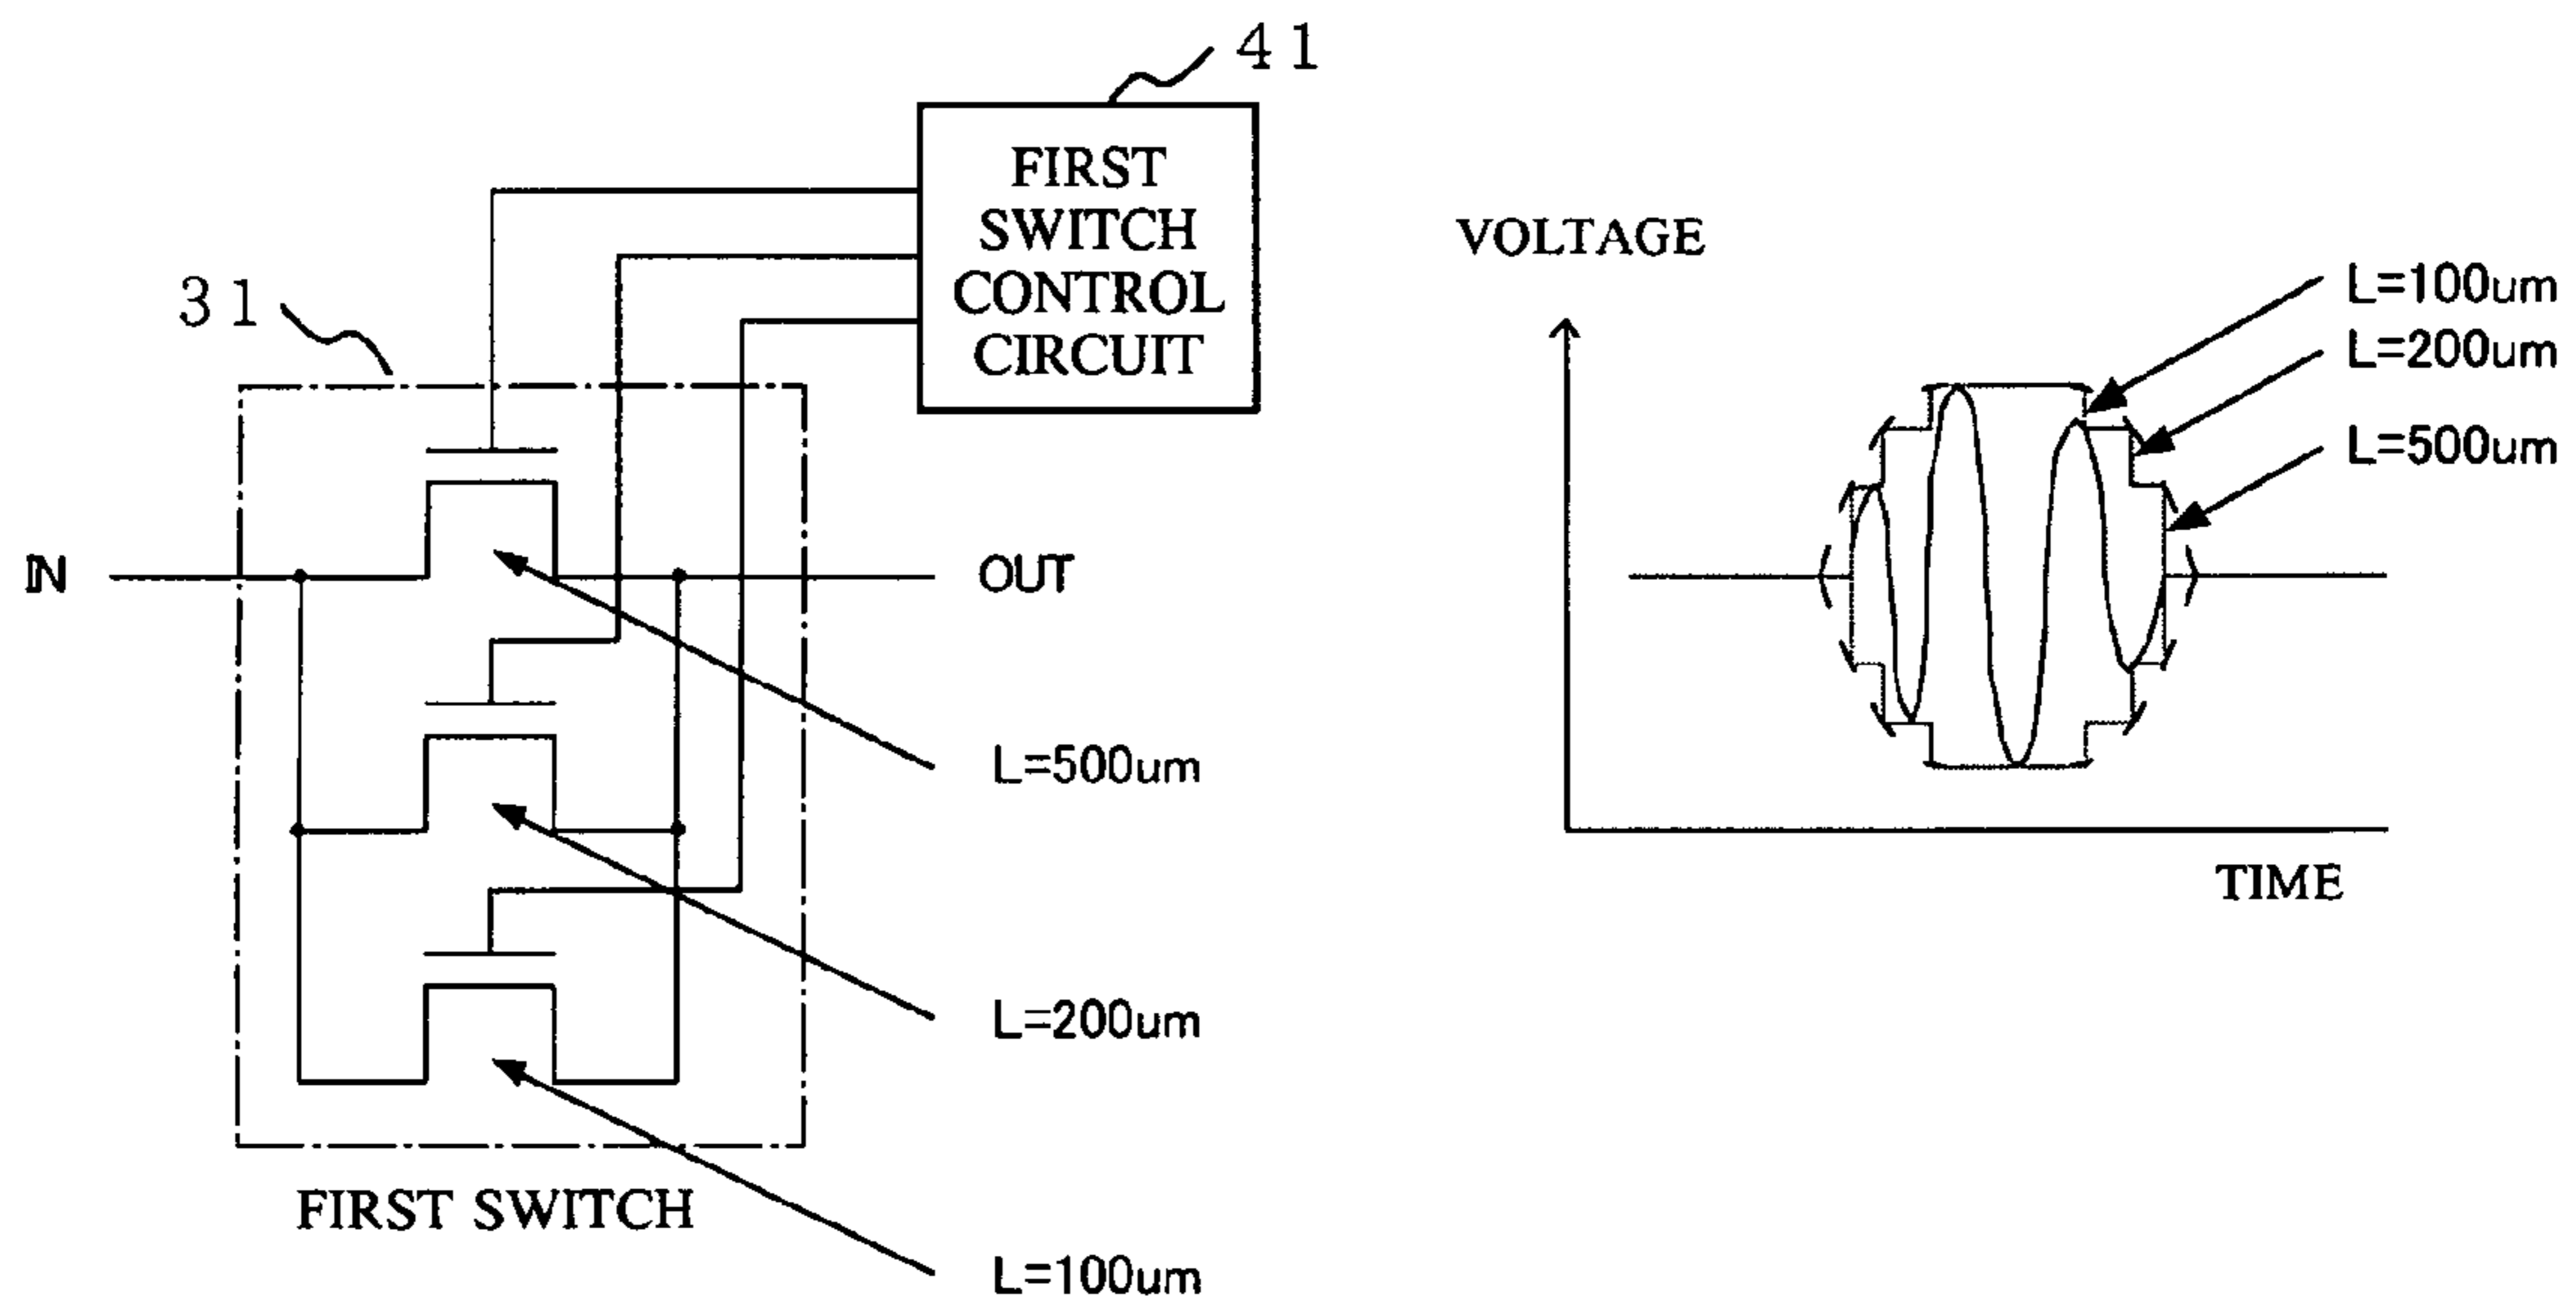 41
FIRST
SWITCH
CONTROL
CIRCUIT
31
IN
OUT
L=500um
L=200um
L=100um
FIRST SWITCH
VOLTAGE
L=100um
L=200um
L=500um
TIME